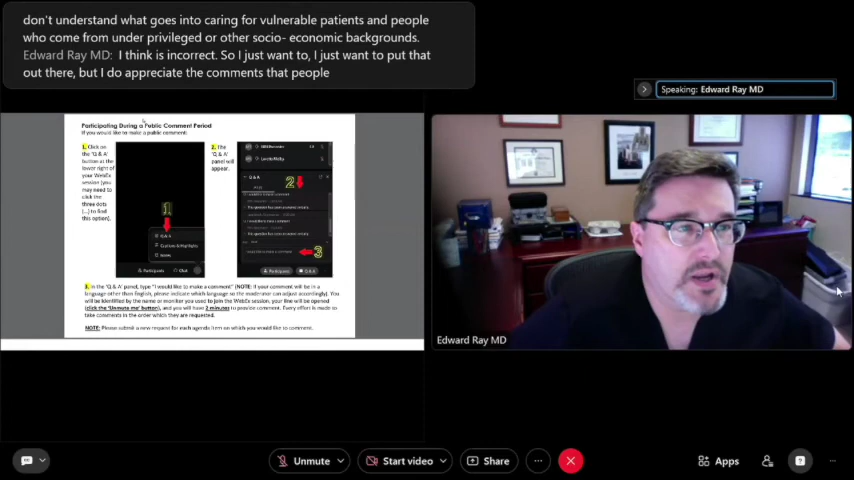 don't understand what goes into caring for vulnerable patients and people
who come from under privileged or other socio- economic backgrounds.
Edward Ray MD: I think is incorrect. So I just want to, I just want to put that
out there, but I do appreciate the comments that people
Speaking: Edward Ray MD
Participating During a Public Comment Period
If you would like to make a public comment:
1. Click on
the 'Q & A'
button at the
lower right of
your WebEx
session (you
may need to
click the
three dots
(...) to find
this option).
1
Q & A
Participants
Chat
2. The
'Q & A'
panel will
appear.
Q & A
2
3
Participants
Q & A
3. In the 'Q & A' panel, type "I would like to make a comment" (NOTE: If your comment will be in a
language other than English, please indicate which language so the moderator can adjust accordingly). You
will be identified by the name or moniker you used to join the WebEx session, your line will be opened
(click the 'Unmute me' button), and you will have 2 minutes to provide comment. Every effort is made to
take comments in the order which they are requested.
NOTE: Please submit a new request for each agenda item on which you would like to comment.
Edward Ray MD
Unmute
Start video
Share
Apps